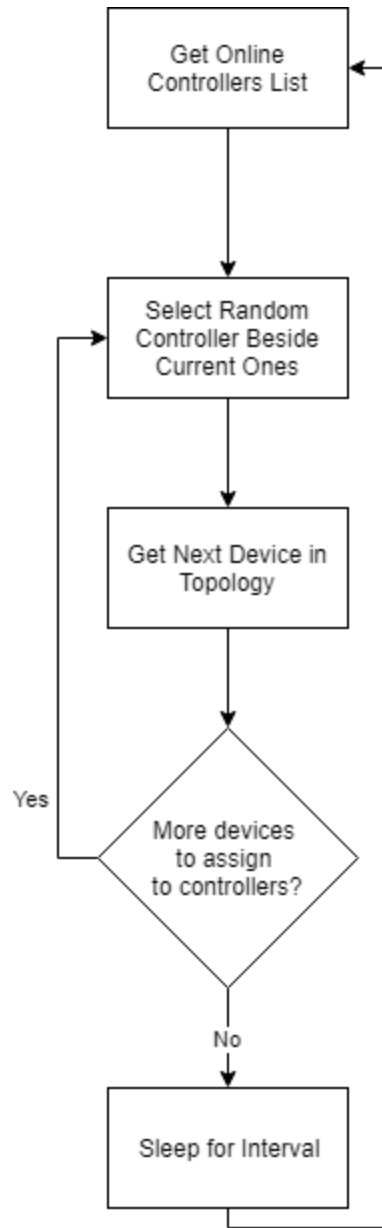 Get Online
Controllers List
Select Random
Controller Beside
Current Ones
Get Next Device in
Topology
More devices
to assign
to controllers?
Yes
No
Sleep for Interval